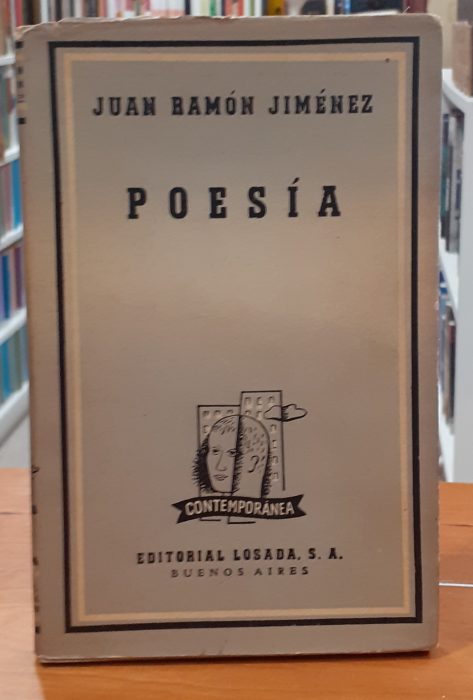 JUAN RAMÓN JIMÉNEZ
POESÍA
CONTEMPORÁNEA
EDITORIAL LOSADA, S. A.
BUENOS AIRES